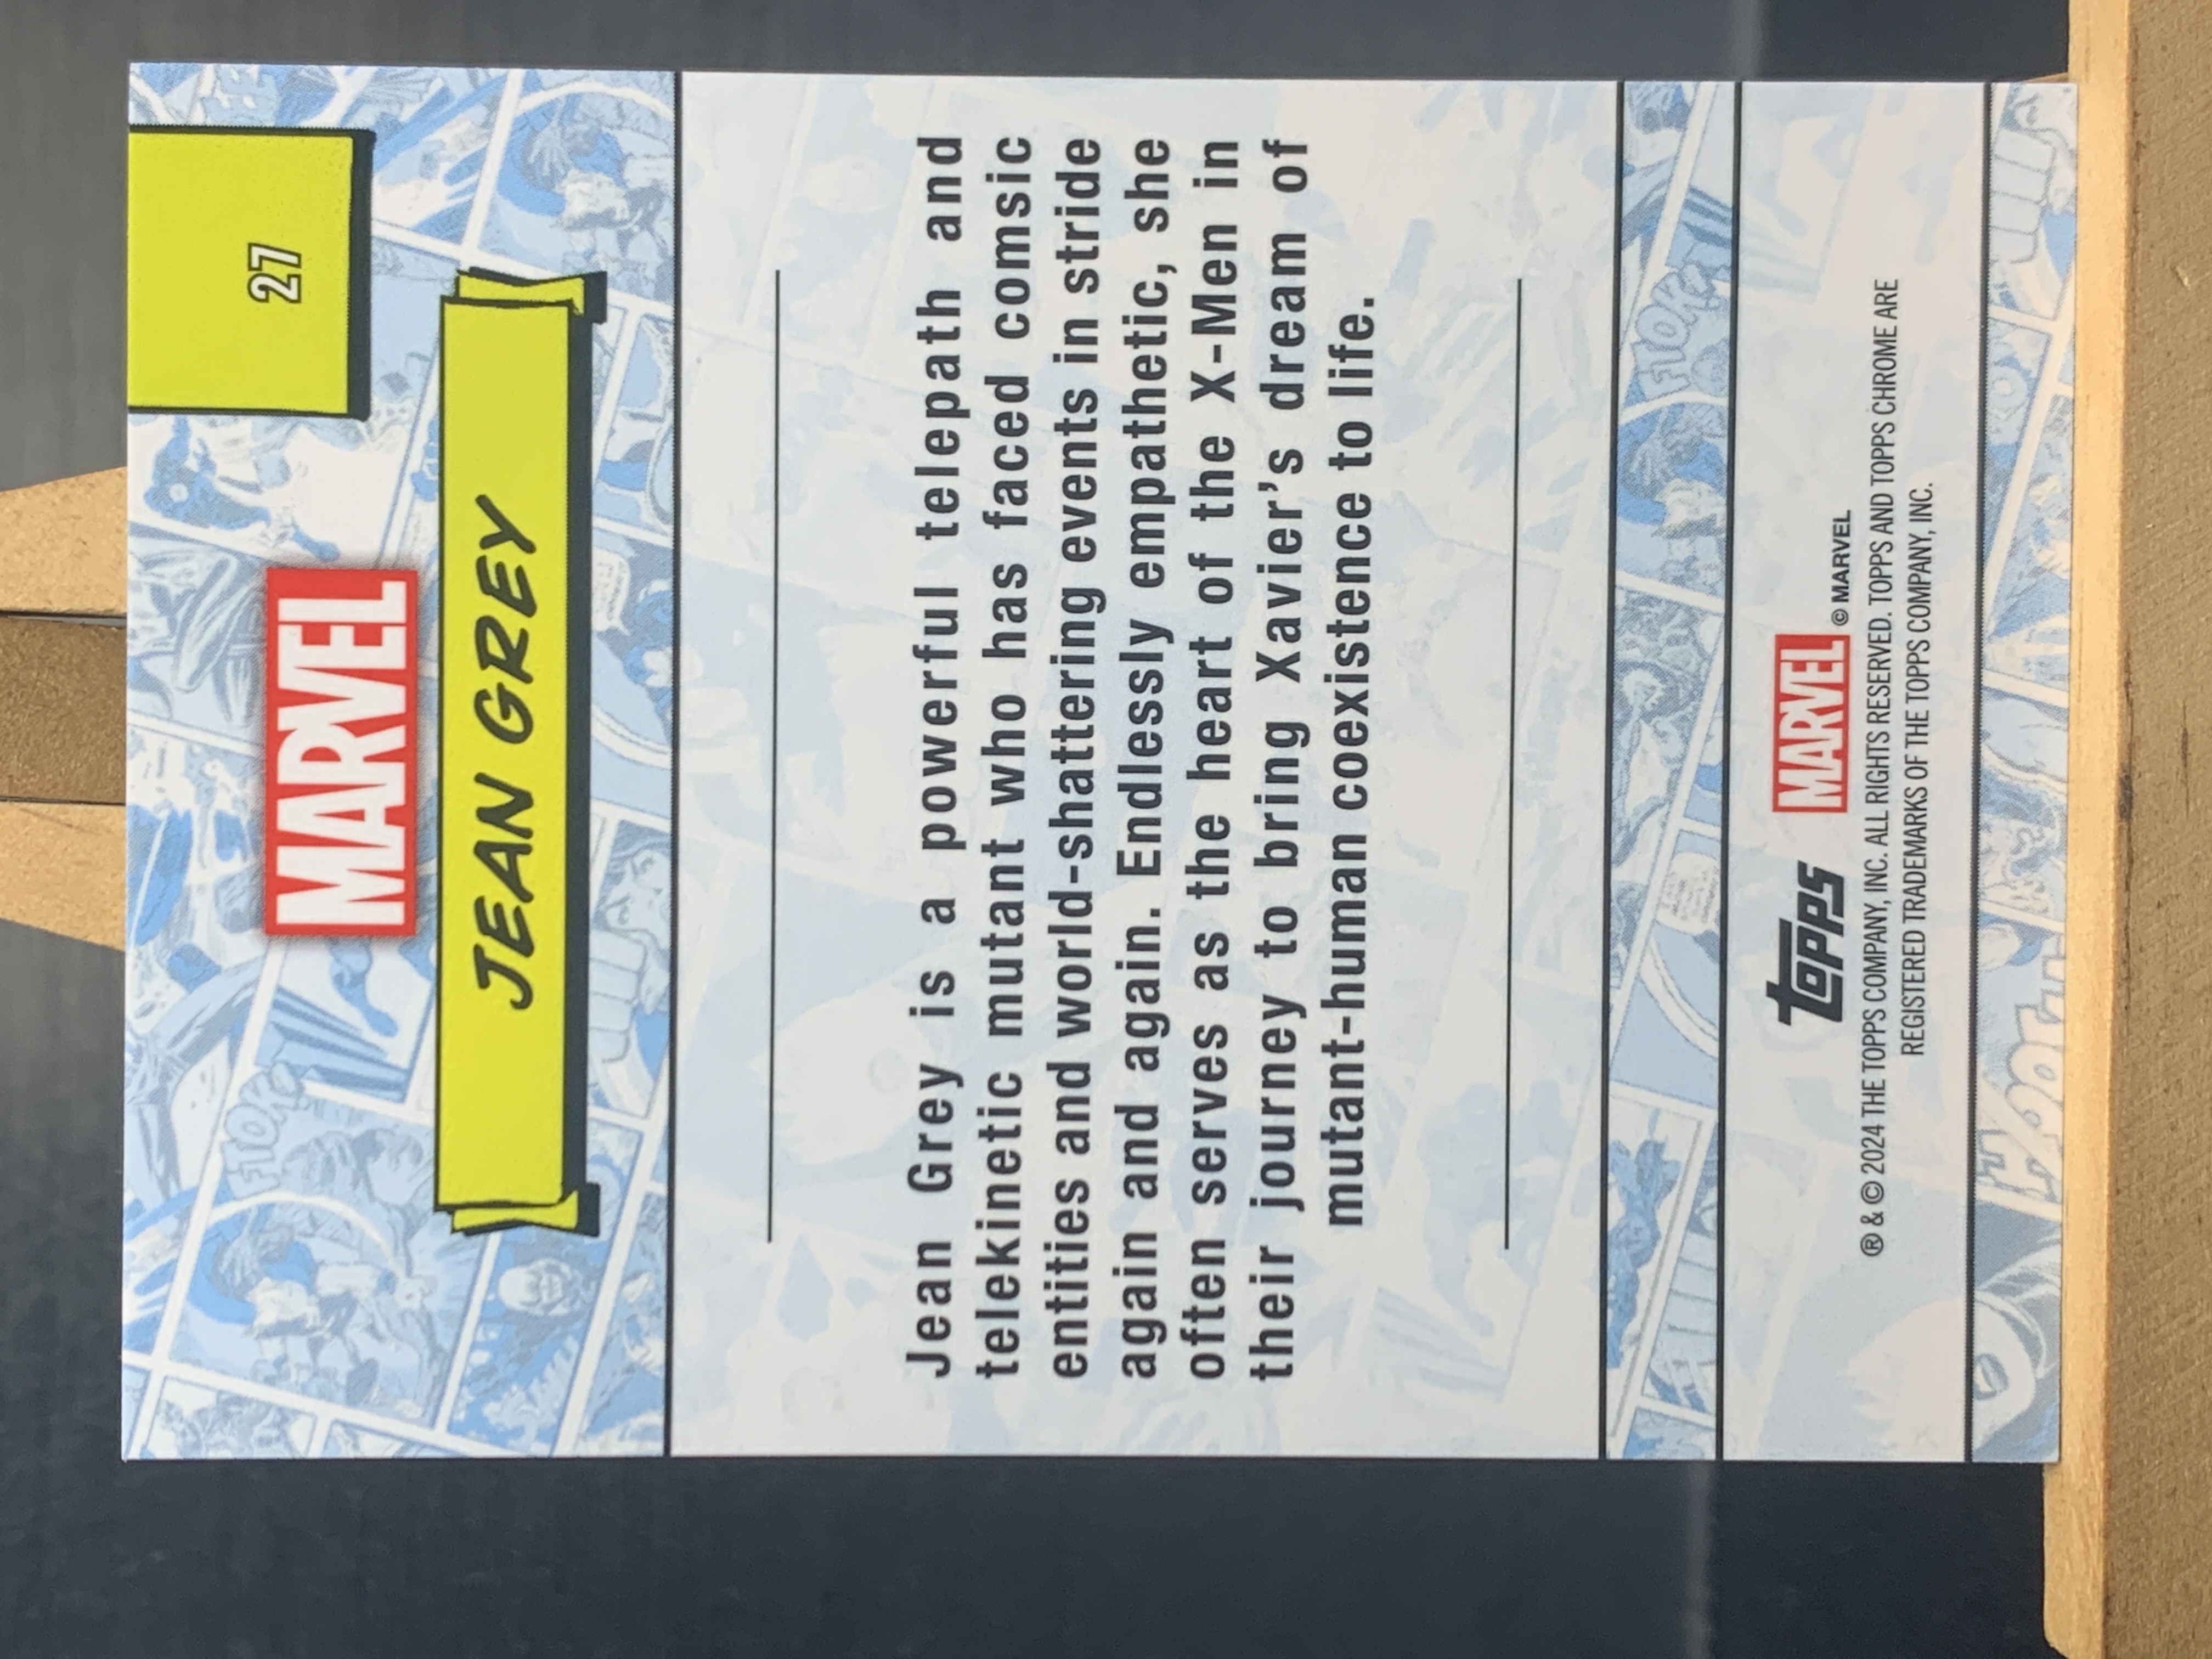 27
MARVEL
JEAN GREY
Jean Grey is a powerful telepath and
telekinetic mutant who has faced comsic
entities and world-shattering events in stride
again and again. Endlessly empathetic, she
often serves as the heart of the X-Men in
their journey to bring Xavier's dream of
mutant-human coexistence to life.
FTOK!
FTOK!
topps MARVEL © MARVEL
® & © 2024 THE TOPPS COMPANY, INC. ALL RIGHTS RESERVED. TOPPS AND TOPPS CHROME ARE
REGISTERED TRADEMARKS OF THE TOPPS COMPANY, INC.